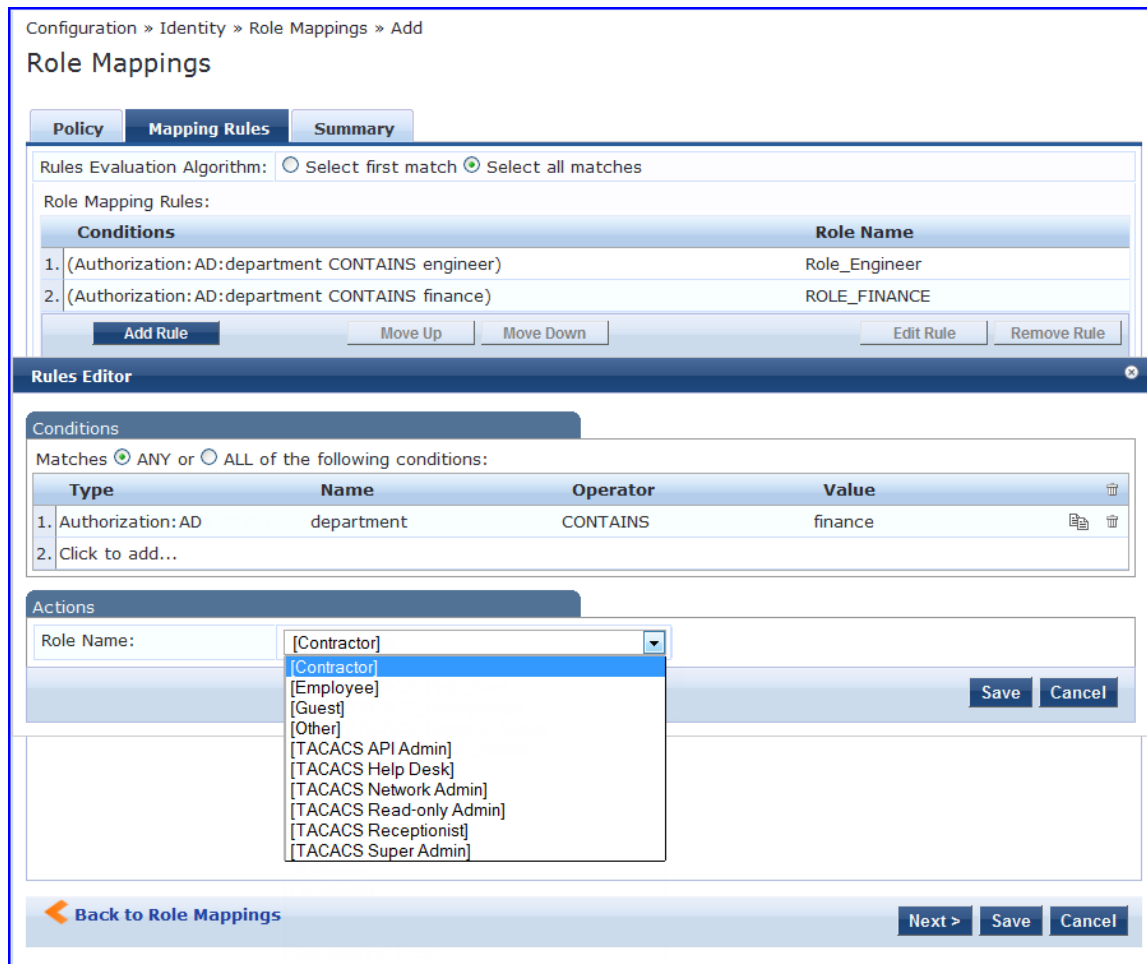 Configuration » Identity » Role Mappings » Add
Role Mappings
Policy Mapping Rules Summary
Rules Evaluation Algorithm: Select first match Select all matches
Role Mapping Rules:
Conditions Role Name
1. (Authorization:AD:department CONTAINS engineer) Role_Engineer
2. (Authorization:AD:department CONTAINS finance) ROLE_FINANCE
Add Rule Move Up Move Down Edit Rule Remove Rule
Rules Editor
Conditions
Matches ANY or ALL of the following conditions:
Type Name Operator Value
1. Authorization:AD department CONTAINS finance
2. Click to add...
Actions
Role Name: [Contractor]
[Contractor]
[Employee]
[Guest]
[Other]
[TACACS API Admin]
[TACACS Help Desk]
[TACACS Network Admin]
[TACACS Read-only Admin]
[TACACS Receptionist]
[TACACS Super Admin]
Save Cancel
Back to Role Mappings
Next > Save Cancel